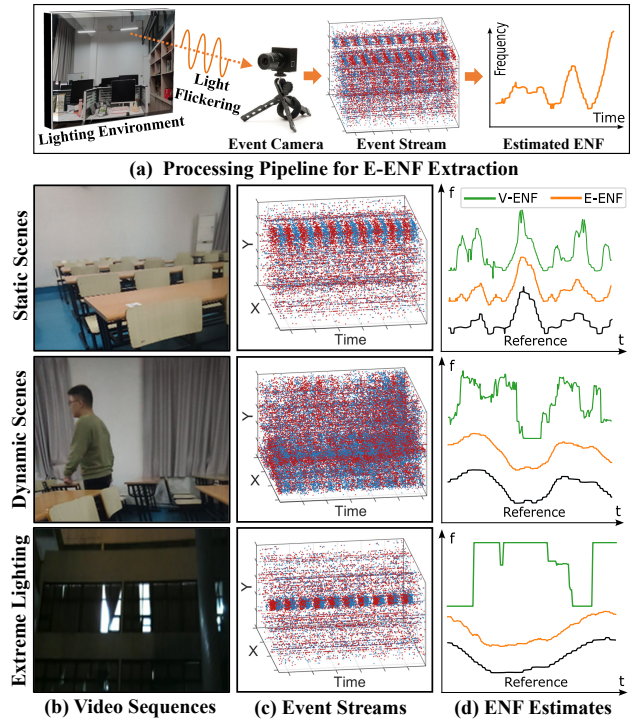 Lighting Environment
Light
Flickering
Event Camera
Event Stream
Frequency
Time
Estimated ENF
(a) Processing Pipeline for E-ENF Extraction
Static Scenes
Y
X
Time
f
V-ENF
E-ENF
Reference
t
Dynamic Scenes
Y
X
Time
f
Reference
t
Extreme Lighting
Y
X
Time
f
Reference
t
(b) Video Sequences
(c) Event Streams
(d) ENF Estimates